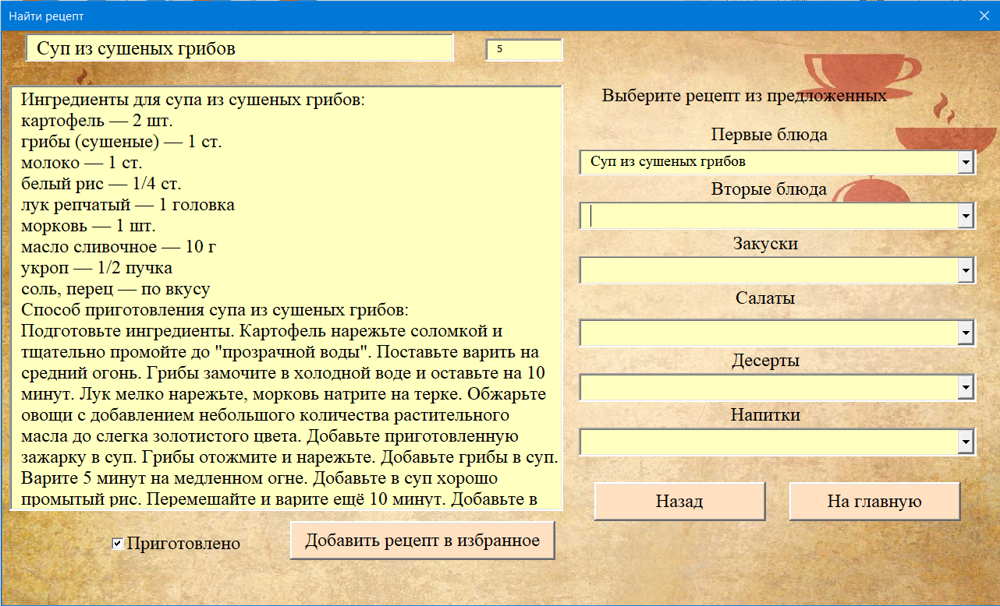 Найти рецепт
Суп из сушеных грибов
5
Ингредиенты для супа из сушеных грибов:
картофель — 2 шт.
грибы (сушеные) — 1 ст.
молоко — 1 ст.
белый рис — 1/4 ст.
лук репчатый — 1 головка
морковь — 1 шт.
масло сливочное — 10 г
укроп — 1/2 пучка
соль, перец — по вкусу
Способ приготовления супа из сушеных грибов:
Подготовьте ингредиенты. Картофель нарежьте соломкой и
тщательно промойте до "прозрачной воды". Поставьте варить на
средний огонь. Грибы замочите в холодной воде и оставьте на 10
минут. Лук мелко нарежьте, морковь натрите на терке. Обжарьте
овощи с добавлением небольшого количества растительного
масла до слегка золотистого цвета. Добавьте приготовленную
зажарку в суп. Грибы отожмите и нарежьте. Добавьте грибы в суп.
Варите 5 минут на медленном огне. Добавьте в суп хорошо
промытый рис. Перемешайте и варите ещё 10 минут. Добавьте в
Приготовлено
Добавить рецепт в избранное
Выберите рецепт из предложенных
Первые блюда
Суп из сушеных грибов
Вторые блюда
Закуски
Салаты
Десерты
Напитки
Назад
На главную